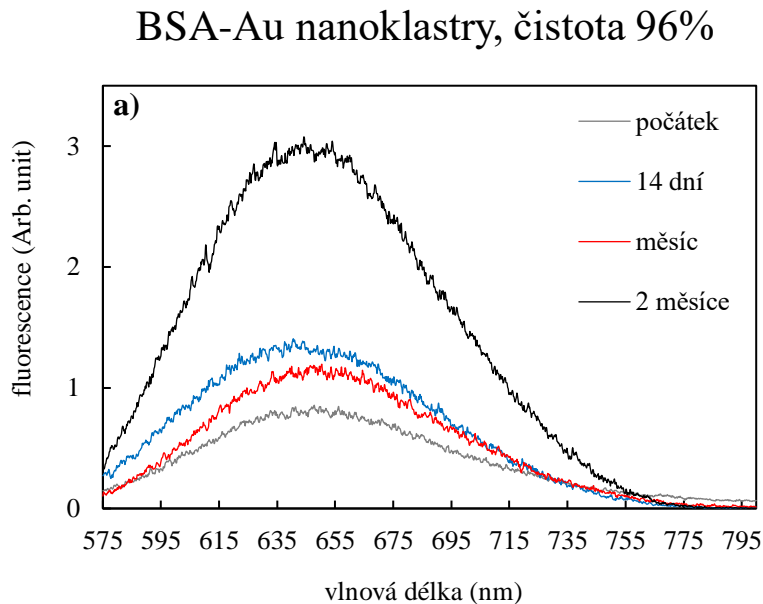 BSA-Au nanoklastry, čistota 96%
a)
počátek
14 dní
měsíc
2 měsíce
fluorescence (Arb. unit)
3
2
1
0
575 595 615 635 655 675 695 715 735 755 775 795
vlnová délka (nm)